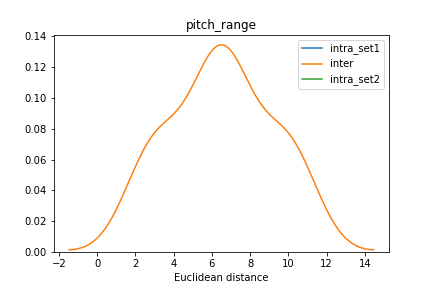 pitch_range
0.14
0.12
0.10
0.08
0.06
0.04
0.02
0.00
intra_set1
inter
intra_set2
−2 0 2 4 6 8 10 12 14
Euclidean distance